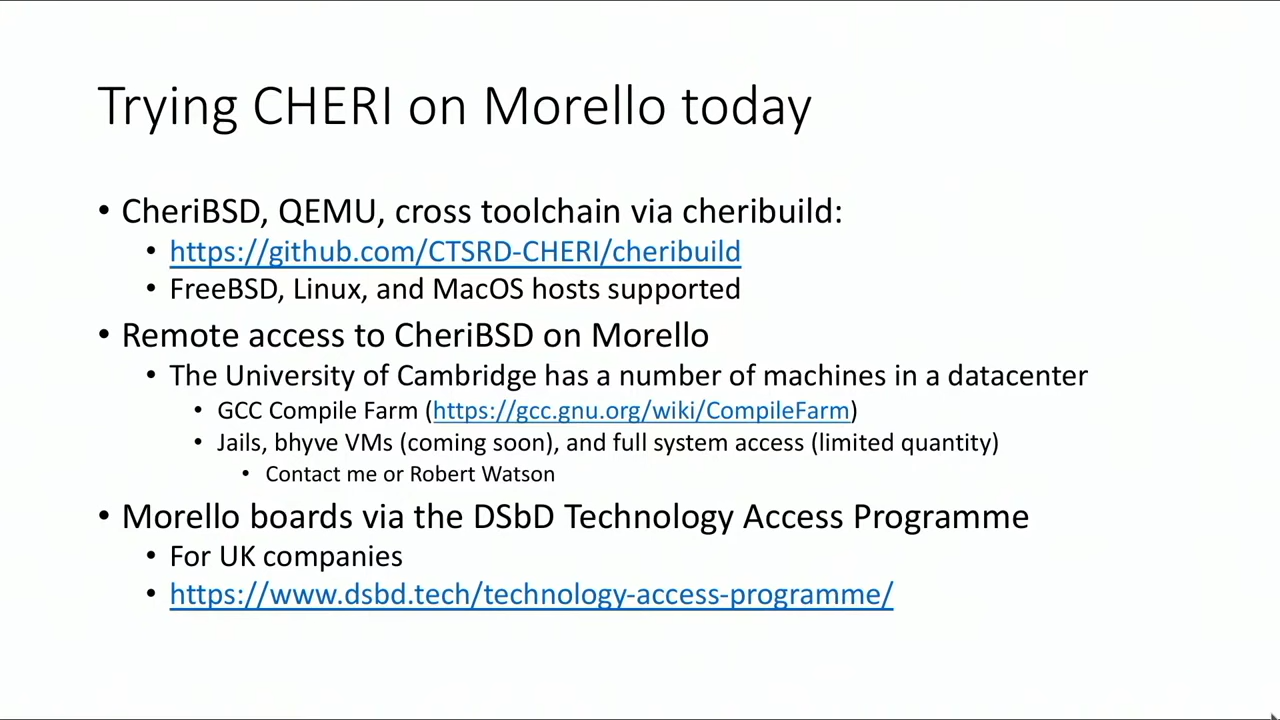 Trying CHERI on Morello today
• CheriBSD, QEMU, cross toolchain via cheribuild:
• https://github.com/CTSRD-CHERI/cheribuild
• FreeBSD, Linux, and MacOS hosts supported
• Remote access to CheriBSD on Morello
• The University of Cambridge has a number of machines in a datacenter
• GCC Compile Farm (https://gcc.gnu.org/wiki/CompileFarm)
• Jails, bhyve VMs (coming soon), and full system access (limited quantity)
• Contact me or Robert Watson
• Morello boards via the DSbD Technology Access Programme
• For UK companies
• https://www.dsbd.tech/technology-access-programme/